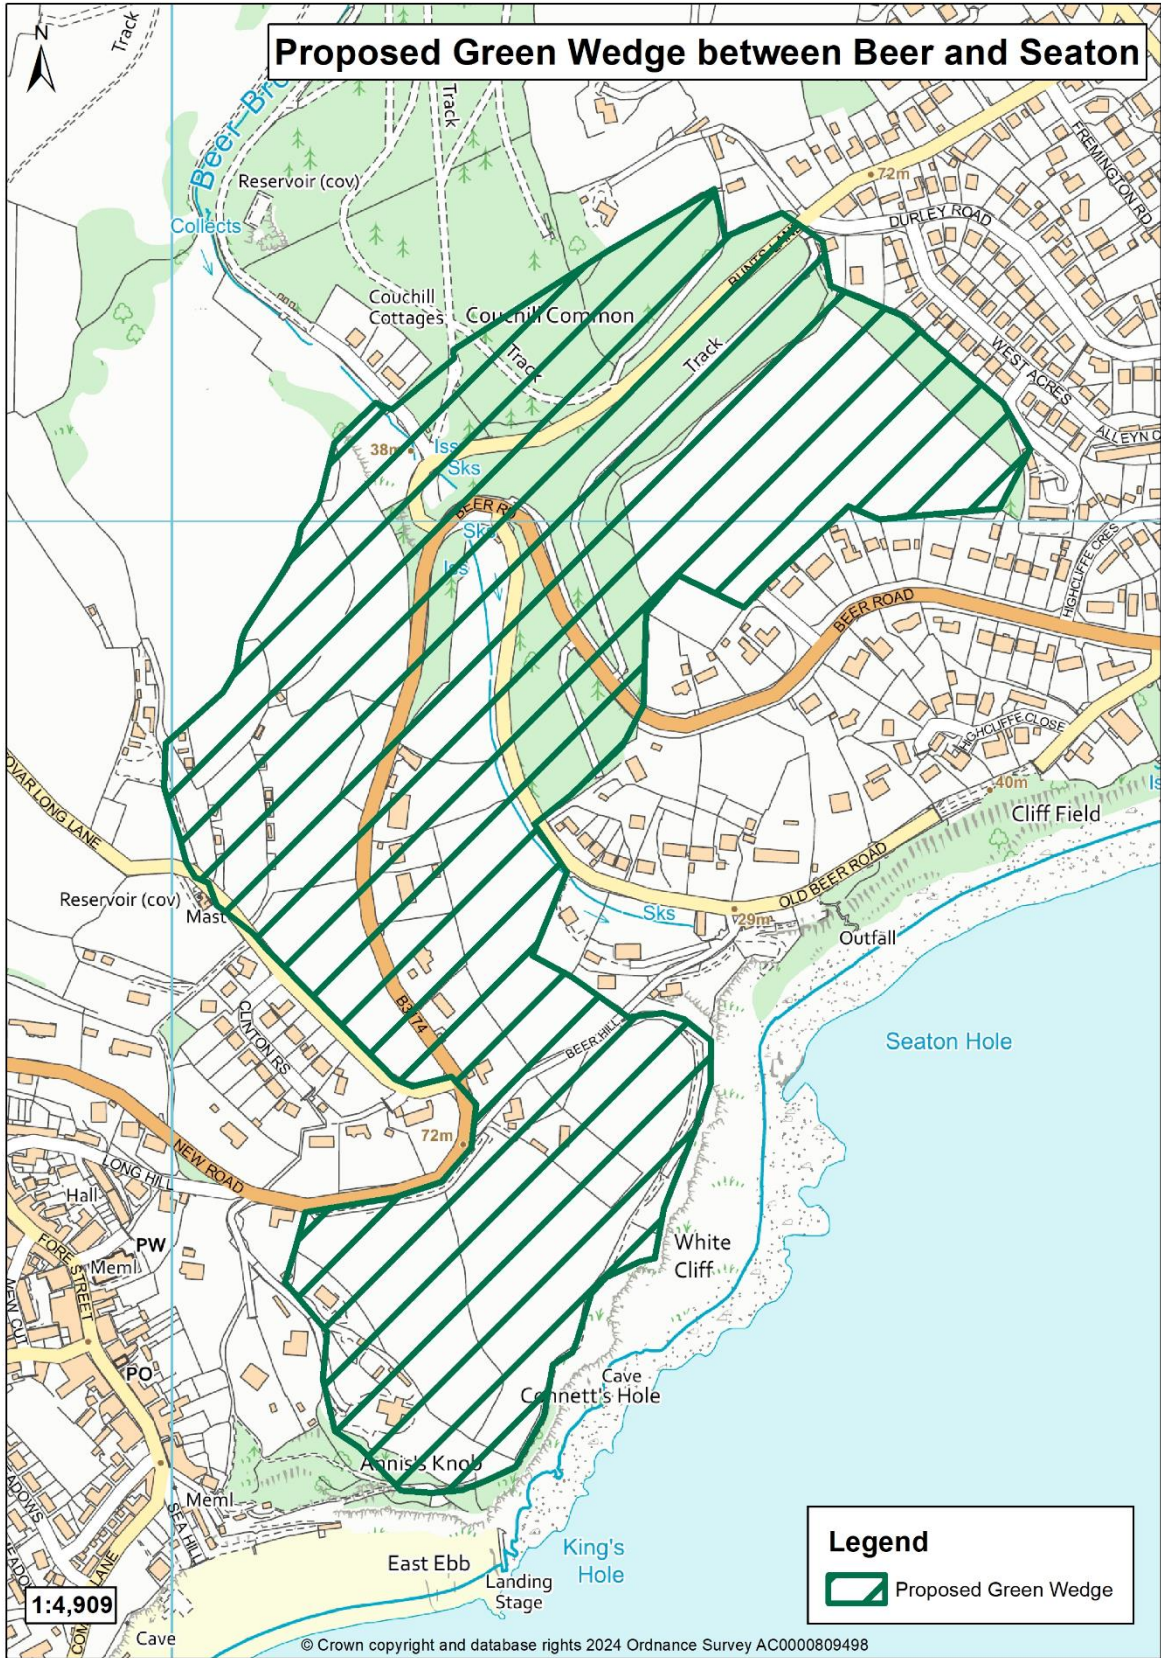 Proposed Green Wedge between Beer and Seaton
N
Track
Track
Reservoir (cov)
Collects
72m
FREMINGTON RD
DURLEY ROAD
Couchill
Cottages
Couchill Common
BUNTS LANE
Track
Track
WEST ACRES
38m
Iss
Sks
BEER RD
Sks
Iss
HIGHCLIFFE CRES
BEER ROAD
HIGHCLIFFE CLOSE
40m
Cliff Field
OVAR LONG LANE
Reservoir (cov)
Mast
OLD BEER ROAD
Sks
29m
Outfall
B3174
CLINTON RS
BEER HILL
Seaton Hole
72m
NEW ROAD
LONG HILL
Hall
PW
Meml
FORE STREET
NEW CUT
White
Cliff
PO
Cave
Connett's Hole
Annis's Knob
Meml
SEA HILL
East Ebb
King's
Hole
Landing
Stage
Cave
Legend
Proposed Green Wedge
1:4,909
© Crown copyright and database rights 2024 Ordnance Survey AC0000809498